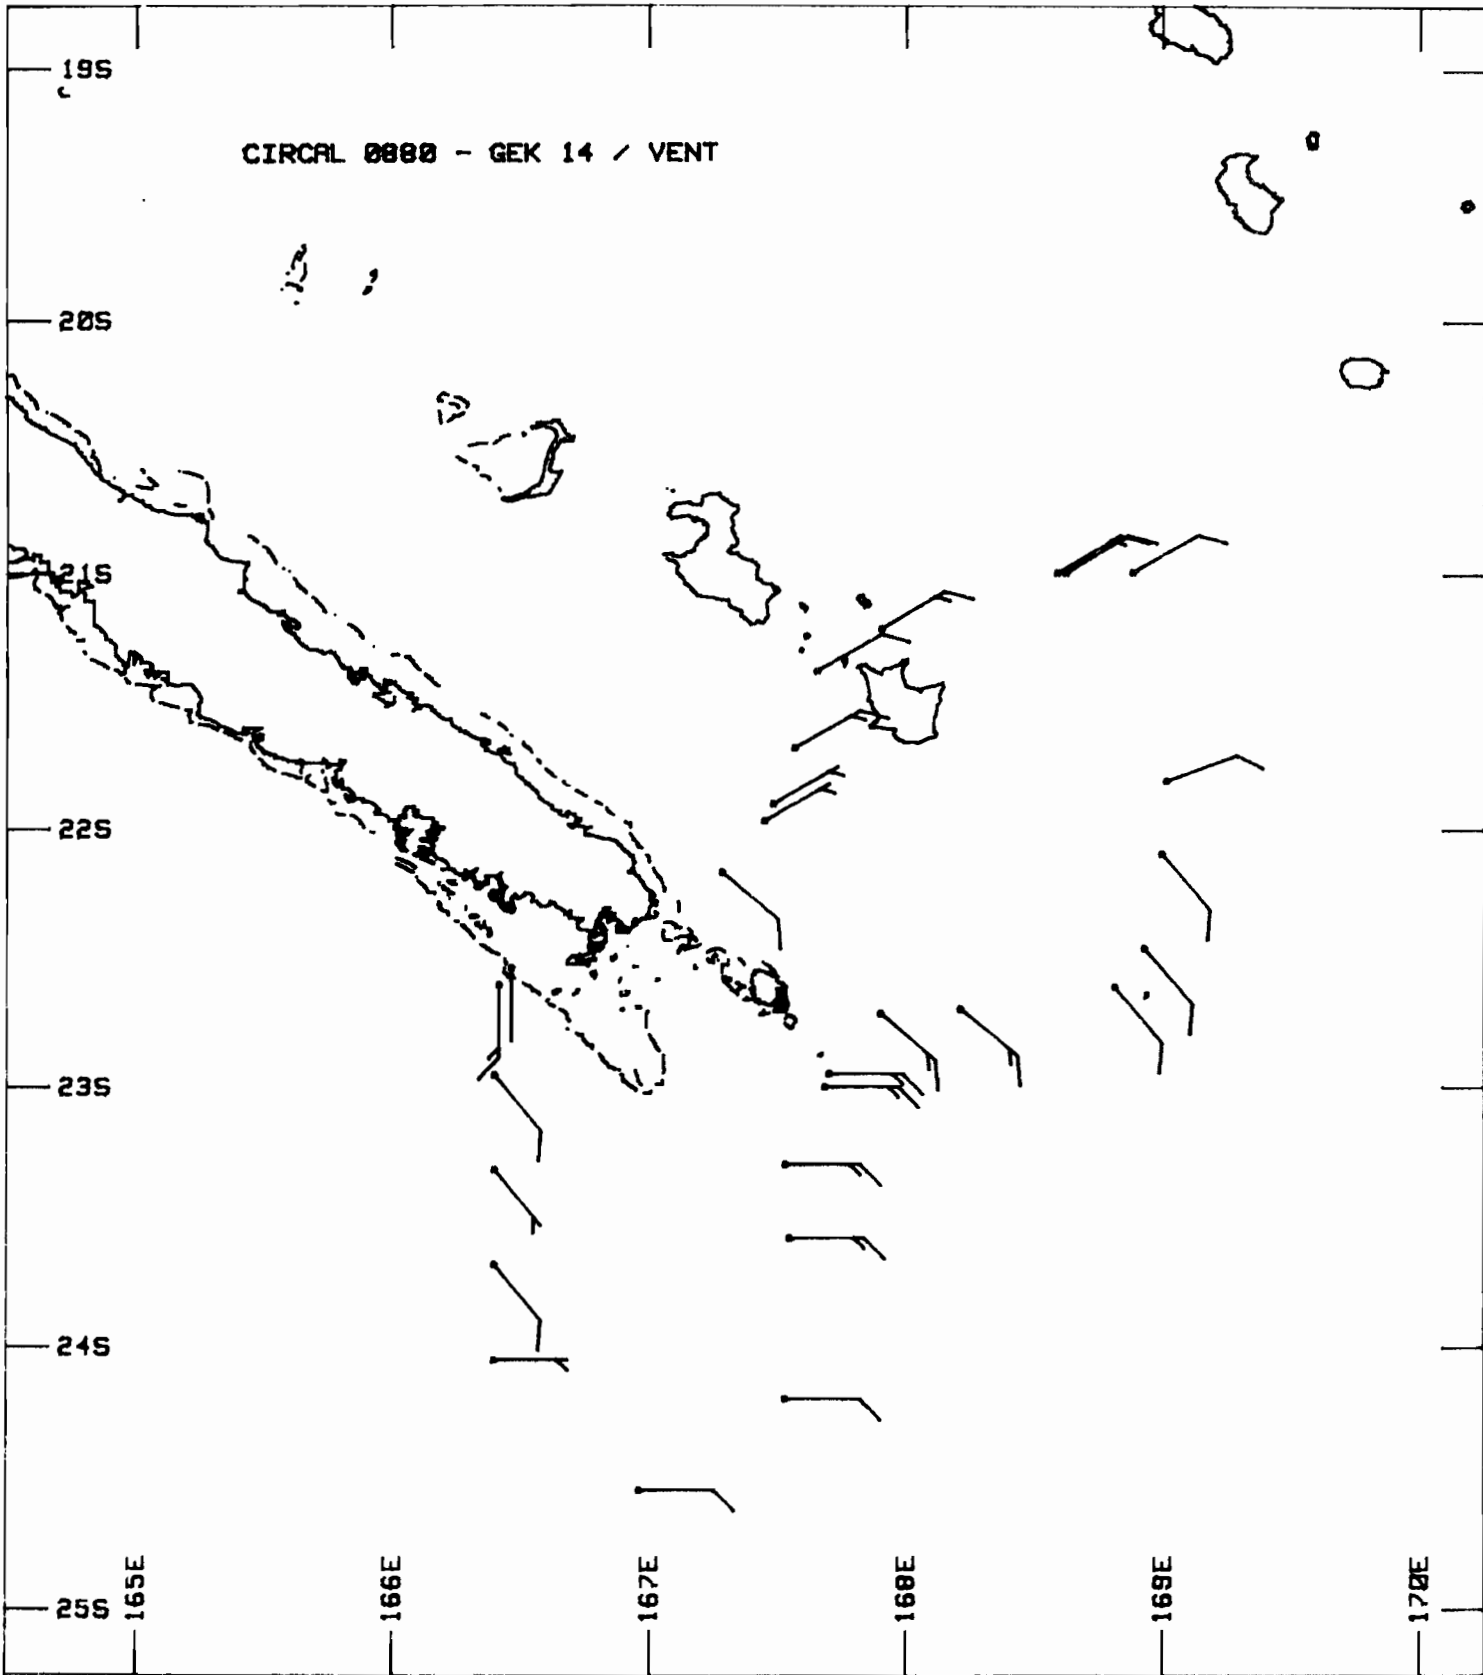 19S
CIRCAL 0880 - GEK 14 / VENT
20S
21S
22S
23S
24S
25S
165E
166E
167E
168E
169E
170E